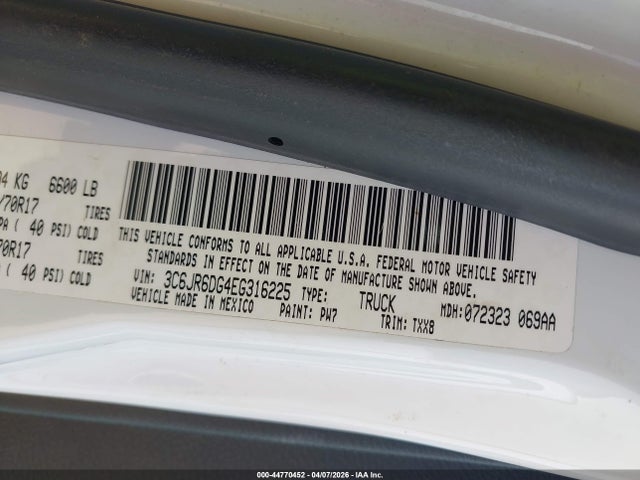 04 KG 6600 LB
/70R17 TIRES
PA ( 40 PSI) COLD
70R17 TIRES
( 40 PSI) COLD
THIS VEHICLE CONFORMS TO ALL APPLICABLE U.S.A. FEDERAL MOTOR VEHICLE SAFETY
STANDARDS IN EFFECT ON THE DATE OF MANUFACTURE SHOWN ABOVE.
VIN: 3C6JR6DG4EG316225 TYPE: TRUCK MDH: 072323 069AA
VEHICLE MADE IN MEXICO PAINT: PW7 TRIM: TXX8
000-44770452 - 04/07/2026 - IAA Inc.